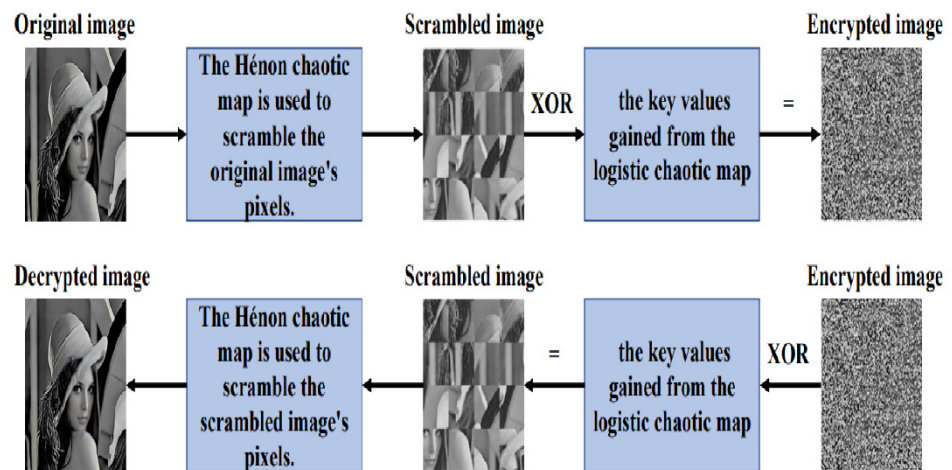 Original image
Scrambled image
Encrypted image
The Hénon chaotic
map is used to
scramble the
original image's
pixels.
XOR
the key values
gained from the
logistic chaotic map
=
Decrypted image
Scrambled image
Encrypted image
The Hénon chaotic
map is used to
scramble the
scrambled image's
pixels.
=
the key values
gained from the
logistic chaotic map
XOR